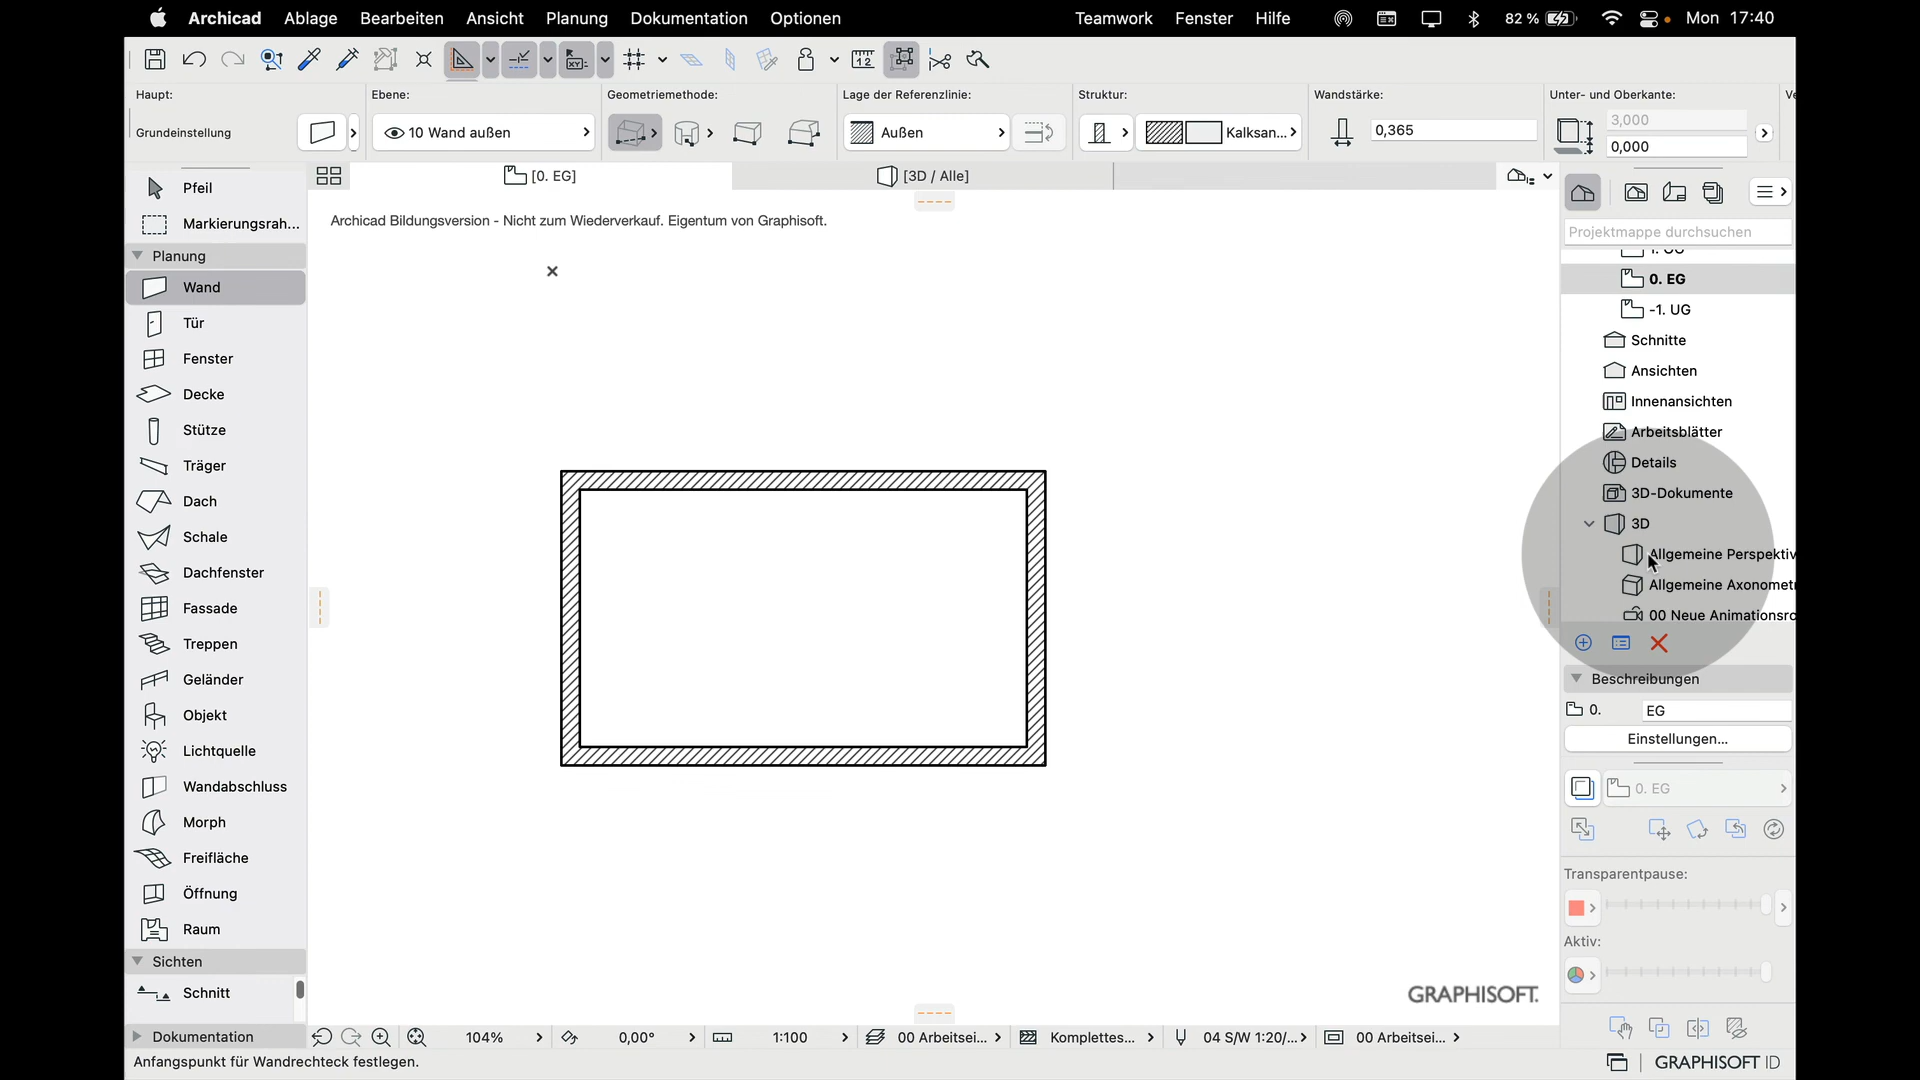 Archicad Ablage Bearbeiten Ansicht Planung Dokumentation Optionen Teamwork Fenster Hilfe 82 % Mon 17:40
Haupt: Ebene: Geometriemethode: Lage der Referenzlinie: Struktur: Wandstärke: Unter- und Oberkante:
Grundeinstellung 10 Wand außen Außen Kalksan... 0,365 3,000
0,000
[0. EG] [3D / Alle]
Archicad Bildungsversion - Nicht zum Wiederverkauf. Eigentum von Graphisoft.
Pfeil
Markierungsrah...
Planung
Wand
Tür
Fenster
Decke
Stütze
Träger
Dach
Schale
Dachfenster
Fassade
Treppen
Geländer
Objekt
Lichtquelle
Wandabschluss
Morph
Freifläche
Öffnung
Raum
Sichten
Schnitt
Dokumentation
Projektmappe durchsuchen
0. EG
-1. UG
Schnitte
Ansichten
Innenansichten
Arbeitsblätter
Details
3D-Dokumente
3D
Allgemeine Perspektiv
Allgemeine Axonomet
00 Neue Animationsro
Beschreibungen
0. EG
Einstellungen...
0. EG
Transparentpause:
Aktiv:
GRAPHISOFT.
104% 0,00° 1:100 00 Arbeitsei... Komplettes... 04 S/W 1:20/... 00 Arbeitsei...
Anfangspunkt für Wandrechteck festlegen. GRAPHISOFT ID